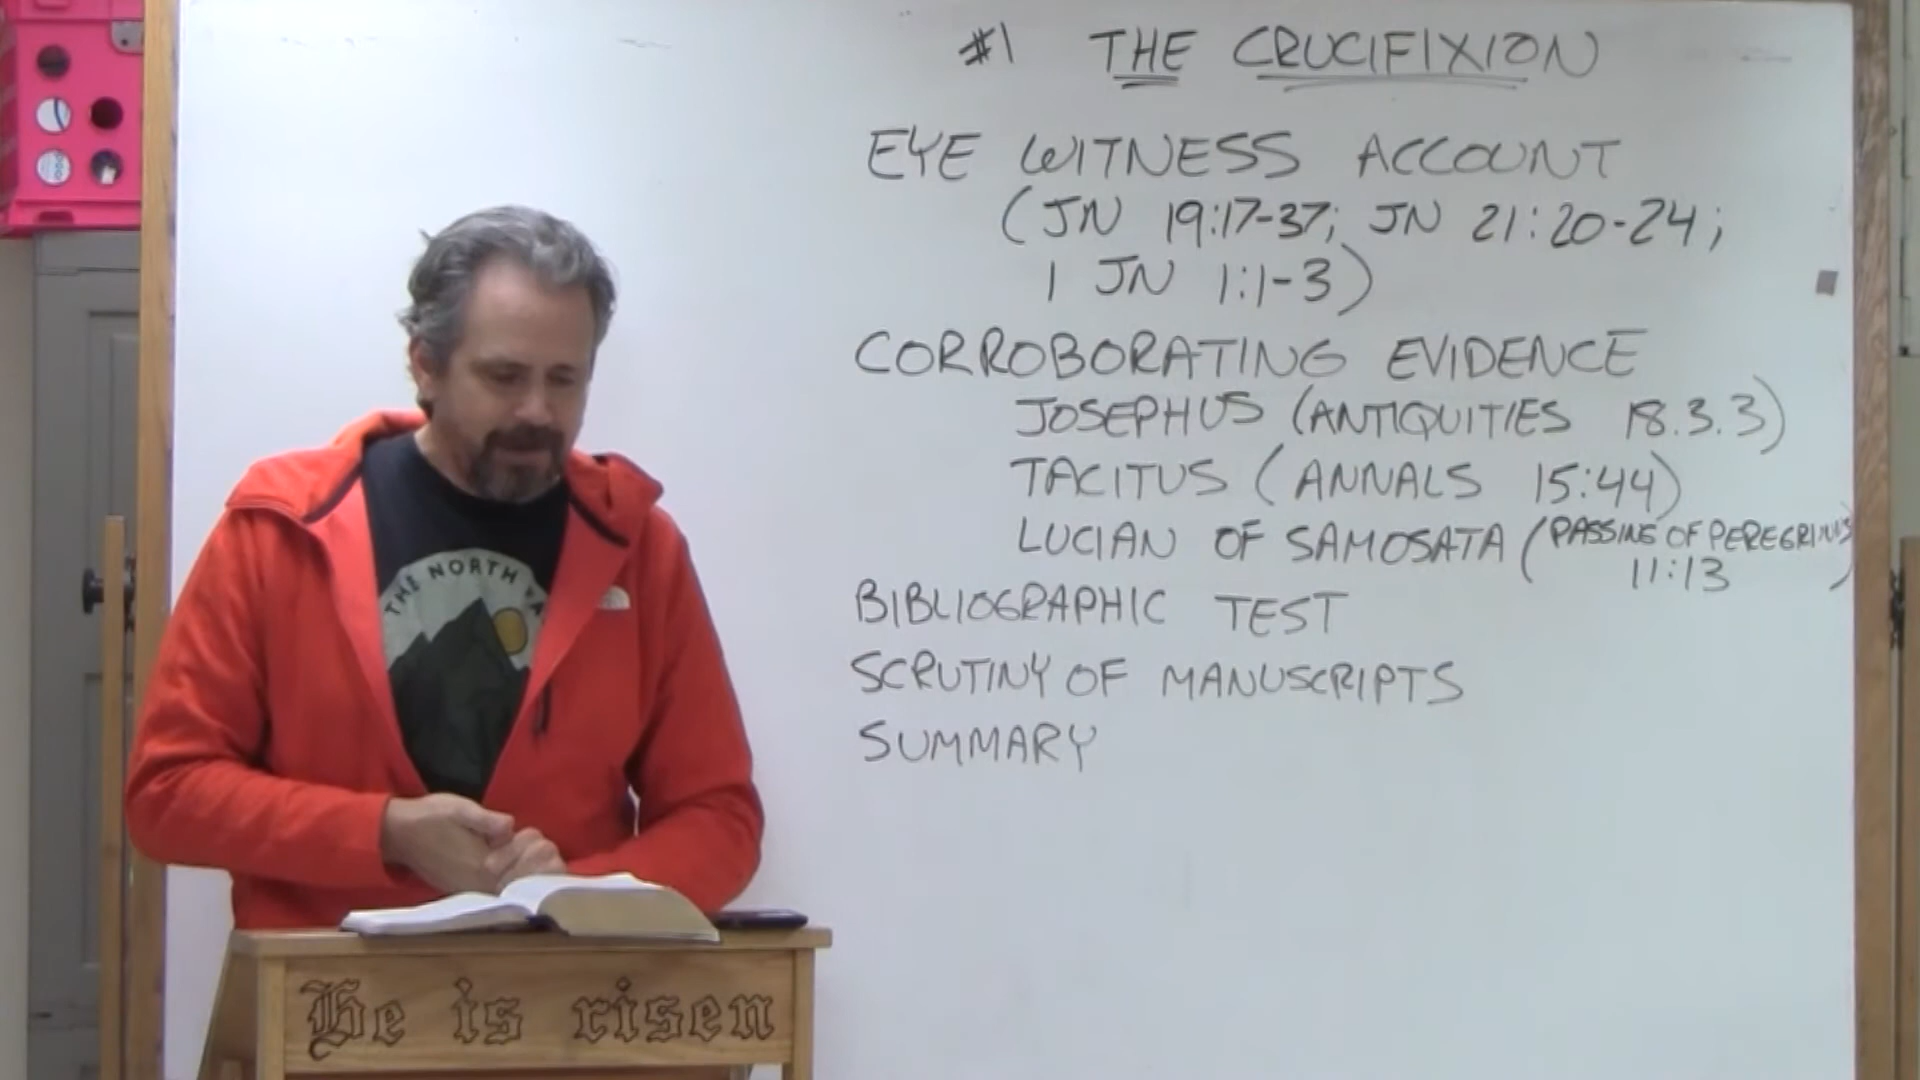 #1 THE CRUCIFIXION
EYE WITNESS ACCOUNT
(JN 19:17-37; JN 21:20-24;
1 JN 1:1-3)
CORROBORATING EVIDENCE
JOSEPHUS (ANTIQUITIES 18.3.3)
TACITUS (ANNALS 15:44)
LUCIAN OF SAMOSATA (PASSING OF PEREGRINUS
11:13)
BIBLIOGRAPHIC TEST
SCRUTINY OF MANUSCRIPTS
SUMMARY
THE NORTH
He is risen